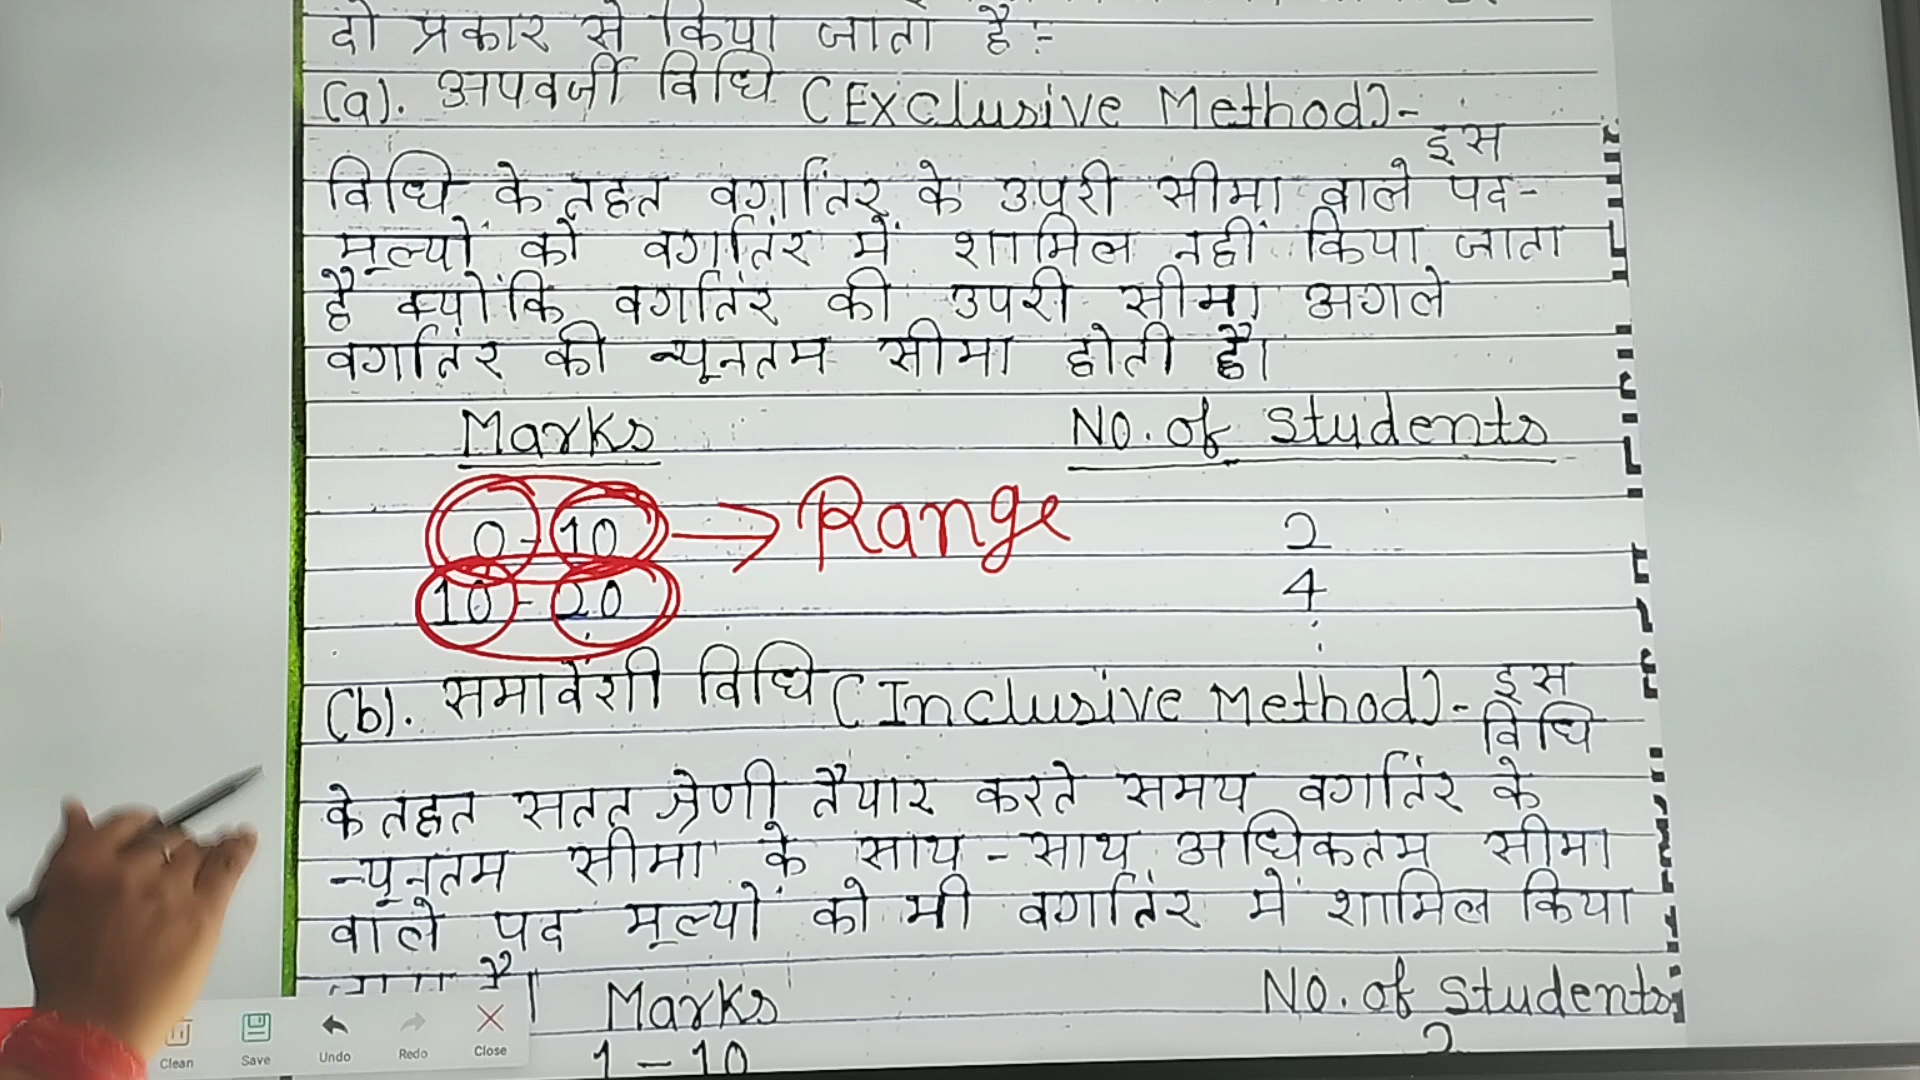 दो प्रकार से किया जाता है :-
(a). अपवर्जी विधि (Exclusive Method) - इस
विधि के तहत वर्गांतर के उपरी सीमा वाले पद-
मूल्यों को वर्गांतर में शामिल नहीं किया जाता
है क्योंकि वर्गांतर की उपरी सीमा अगले
वर्गांतर की न्यूनतम सीमा होती है।
Marks No. of Students
0-10 → Range 2
10-20 4
(b). समावेशी विधि (Inclusive Method) - इस
विधि
के तहत सतत श्रेणी तैयार करते समय वर्गांतर के
न्यूनतम सीमा के साथ-साथ अधिकतम सीमा
वाले पद मूल्यों को भी वर्गांतर में शामिल किया
है।
Marks No. of Students
1-10 2
Clean Save Undo Redo Close